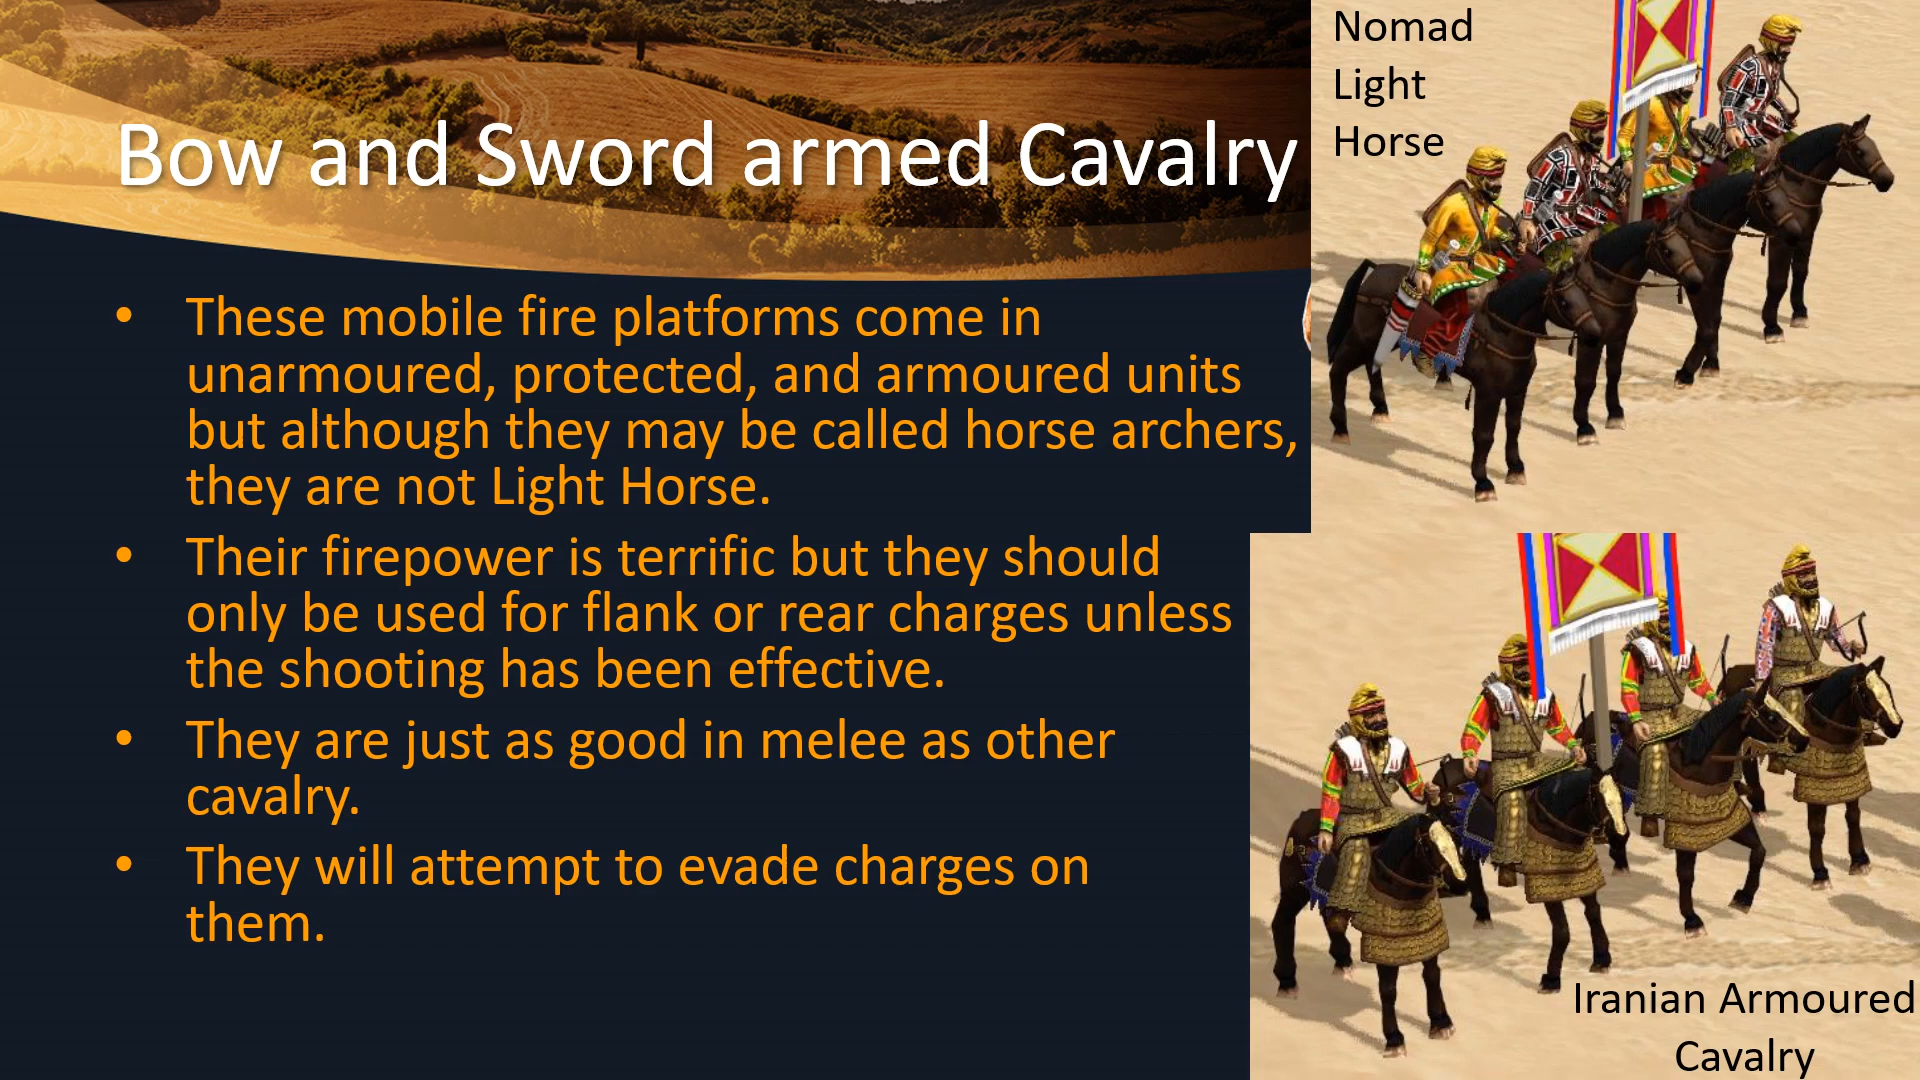 Bow and Sword armed Cavalry
• These mobile fire platforms come in
unarmoured, protected, and armoured units
but although they may be called horse archers,
they are not Light Horse.
• Their firepower is terrific but they should
only be used for flank or rear charges unless
the shooting has been effective.
• They are just as good in melee as other
cavalry.
• They will attempt to evade charges on
them.
Nomad
Light
Horse
Iranian Armoured
Cavalry